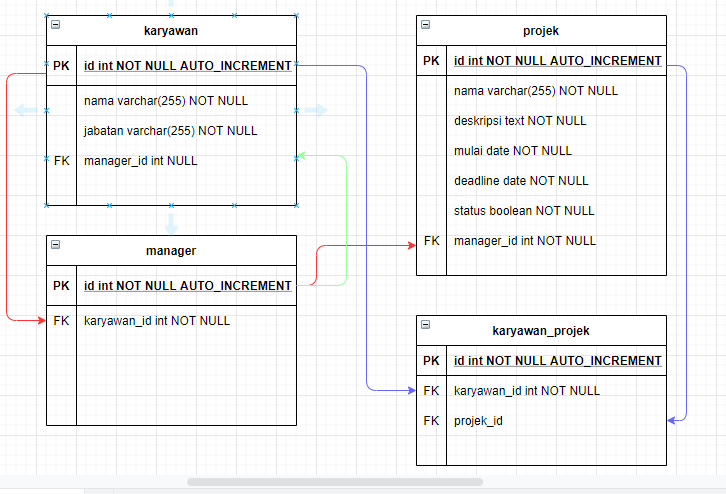 karyawan
PK id int NOT NULL AUTO_INCREMENT
nama varchar(255) NOT NULL
jabatan varchar(255) NOT NULL
FK manager_id int NULL
manager
PK id int NOT NULL AUTO_INCREMENT
FK karyawan_id int NOT NULL
projek
PK id int NOT NULL AUTO_INCREMENT
nama varchar(255) NOT NULL
deskripsi text NOT NULL
mulai date NOT NULL
deadline date NOT NULL
status boolean NOT NULL
FK manager_id int NOT NULL
karyawan_projek
PK id int NOT NULL AUTO_INCREMENT
FK karyawan_id int NOT NULL
FK projek_id